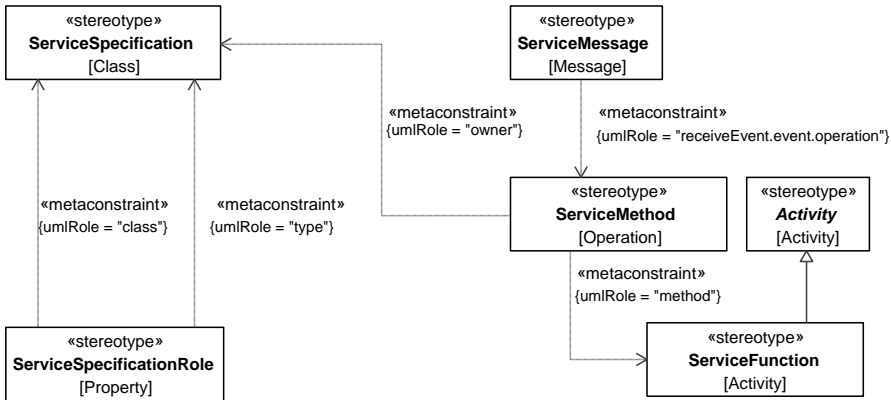 «stereotype»
ServiceSpecification
[Class]
«stereotype»
ServiceMessage
[Message]
«metaconstraint»
{umlRole = "owner"}
«metaconstraint»
{umlRole = "receiveEvent.event.operation"}
«metaconstraint»
{umlRole = "class"}
«metaconstraint»
{umlRole = "type"}
«stereotype»
ServiceMethod
[Operation]
«stereotype»
Activity
[Activity]
«metaconstraint»
{umlRole = "method"}
«stereotype»
ServiceSpecificationRole
[Property]
«stereotype»
ServiceFunction
[Activity]